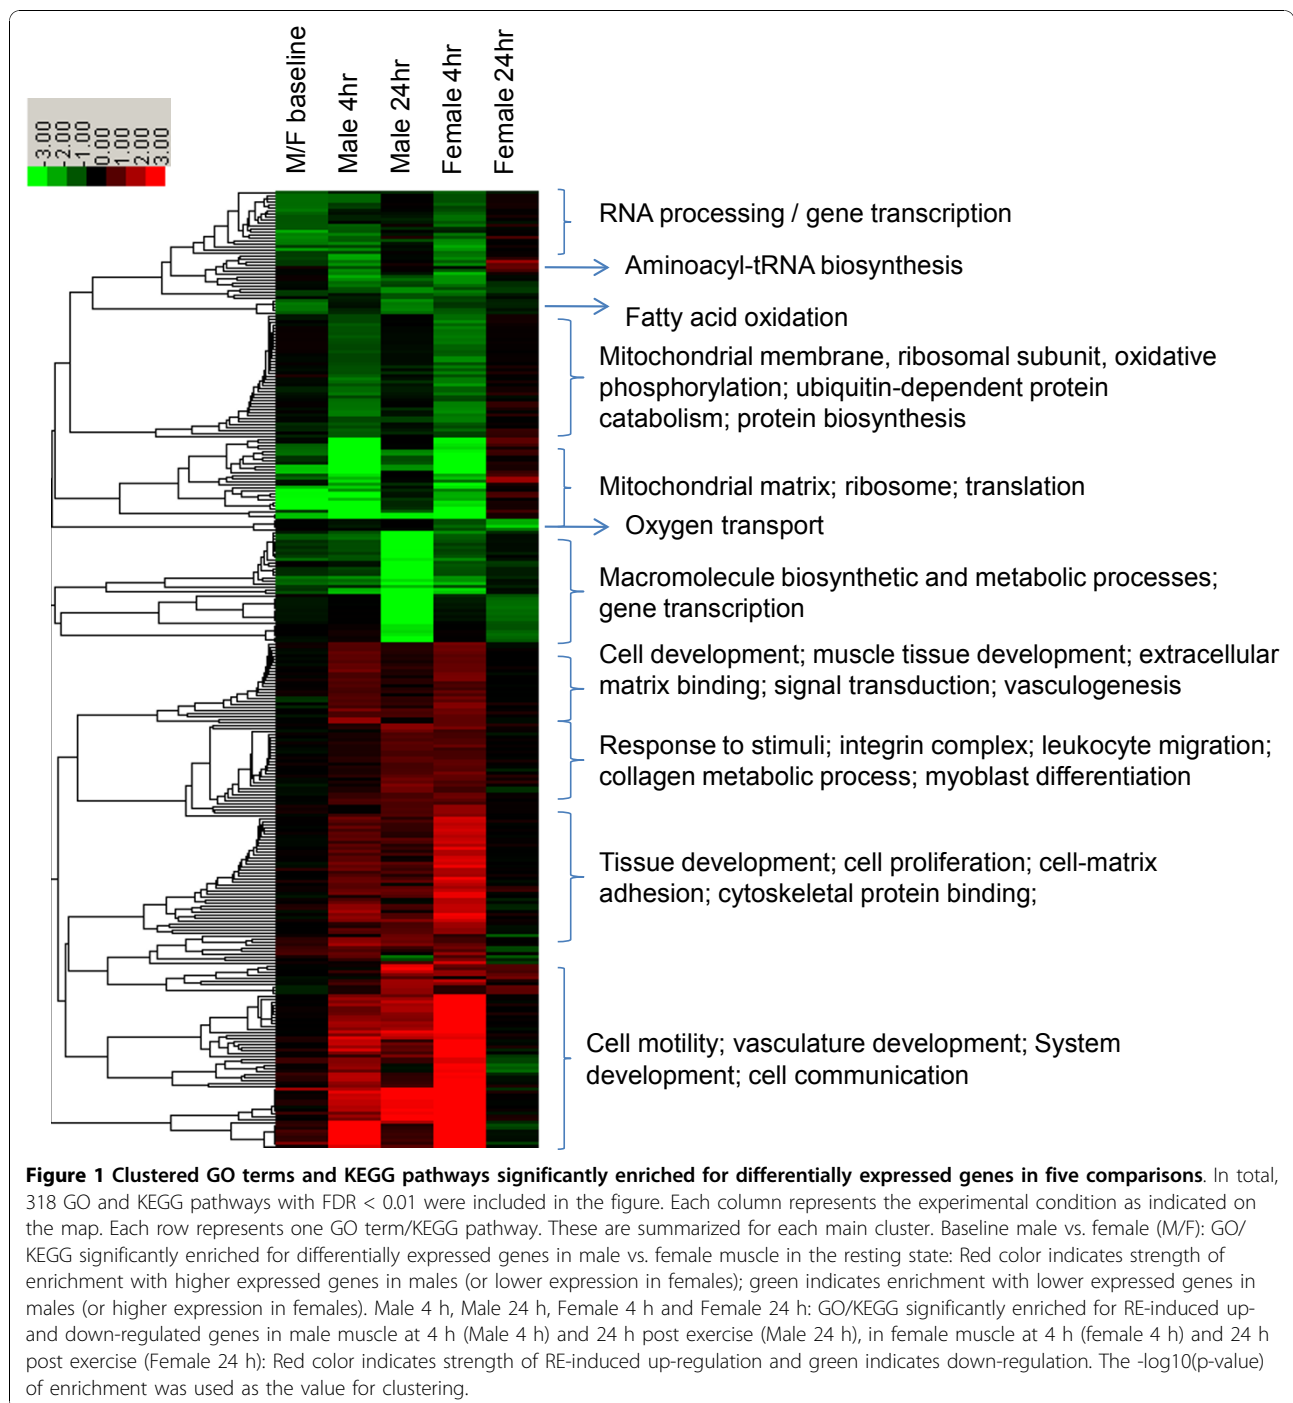 M/F baseline
Male 4hr
Male 24hr
Female 4hr
Female 24hr
-3.00
-2.00
-1.00
0.00
1.00
2.00
3.00
RNA processing / gene transcription
Aminoacyl-tRNA biosynthesis
Fatty acid oxidation
Mitochondrial membrane, ribosomal subunit, oxidative
phosphorylation; ubiquitin-dependent protein
catabolism; protein biosynthesis
Mitochondrial matrix; ribosome; translation
Oxygen transport
Macromolecule biosynthetic and metabolic processes;
gene transcription
Cell development; muscle tissue development; extracellular
matrix binding; signal transduction; vasculogenesis
Response to stimuli; integrin complex; leukocyte migration;
collagen metabolic process; myoblast differentiation
Tissue development; cell proliferation; cell-matrix
adhesion; cytoskeletal protein binding;
Cell motility; vasculature development; System
development; cell communication
Figure 1 Clustered GO terms and KEGG pathways significantly enriched for differentially expressed genes in five comparisons. In total,
318 GO and KEGG pathways with FDR < 0.01 were included in the figure. Each column represents the experimental condition as indicated on
the map. Each row represents one GO term/KEGG pathway. These are summarized for each main cluster. Baseline male vs. female (M/F): GO/
KEGG significantly enriched for differentially expressed genes in male vs. female muscle in the resting state: Red color indicates strength of
enrichment with higher expressed genes in males (or lower expression in females); green indicates enrichment with lower expressed genes in
males (or higher expression in females). Male 4 h, Male 24 h, Female 4 h and Female 24 h: GO/KEGG significantly enriched for RE-induced up-
and down-regulated genes in male muscle at 4 h (Male 4 h) and 24 h post exercise (Male 24 h), in female muscle at 4 h (female 4 h) and 24 h
post exercise (Female 24 h): Red color indicates strength of RE-induced up-regulation and green indicates down-regulation. The -log10(p-value)
of enrichment was used as the value for clustering.